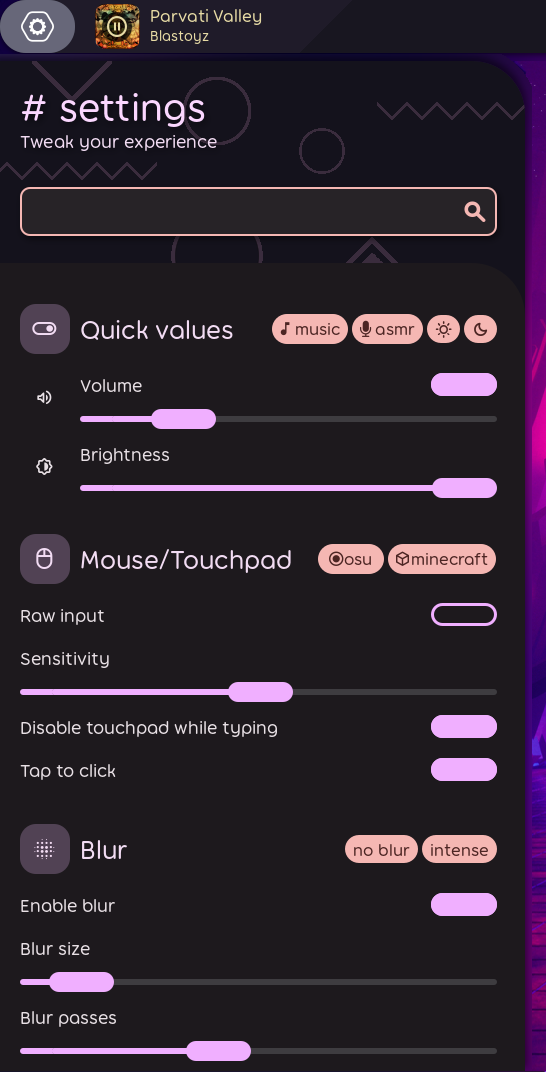 Parvati Valley
Blastoyz
# settings
Tweak your experience
Quick values music asmr
Volume
Brightness
Mouse/Touchpad osu minecraft
Raw input
Sensitivity
Disable touchpad while typing
Tap to click
Blur no blur intense
Enable blur
Blur size
Blur passes